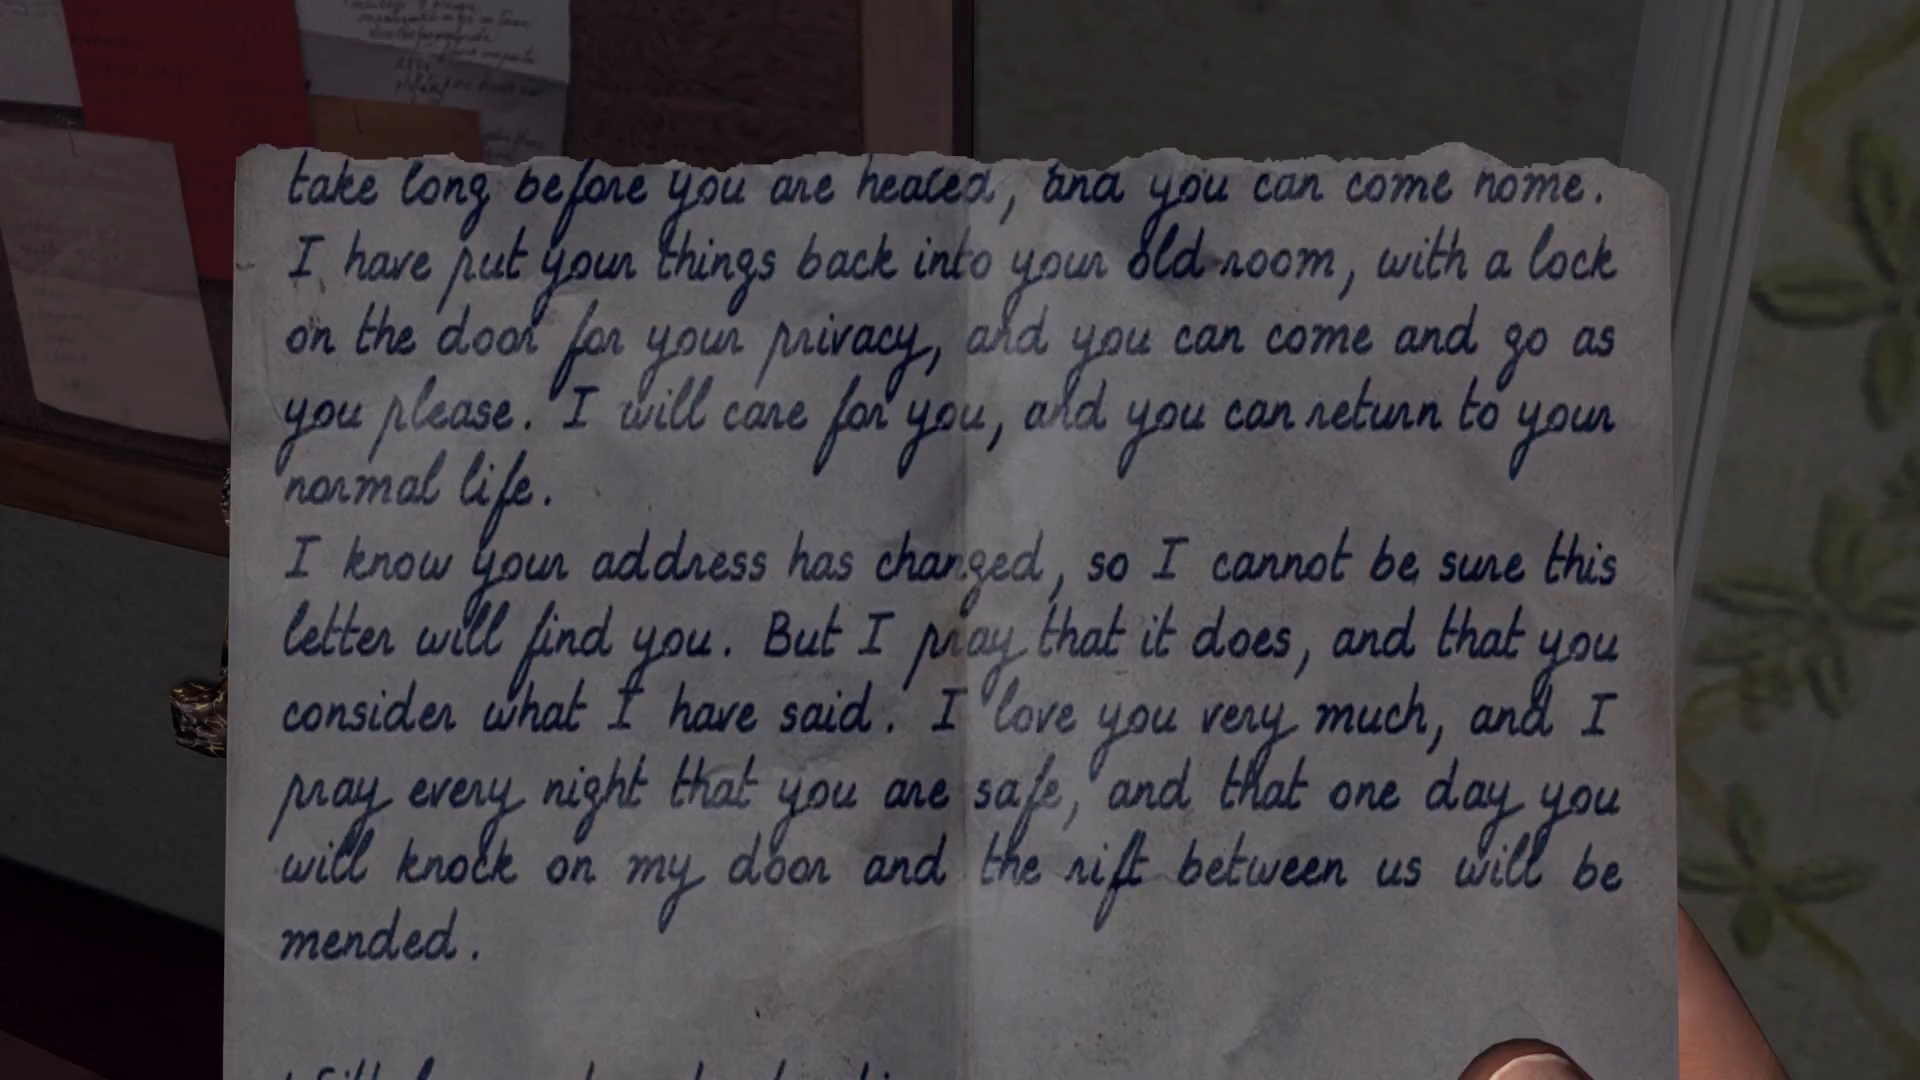 take long before you are healed, and you can come home.
I have put your things back into your old room, with a lock
on the door for your privacy, and you can come and go as
you please. I will care for you, and you can return to your
normal life.
I know your address has changed, so I cannot be sure this
letter will find you. But I pray that it does, and that you
consider what I have said. I love you very much, and I
pray every night that you are safe, and that one day you
will knock on my door and the rift between us will be
mended.